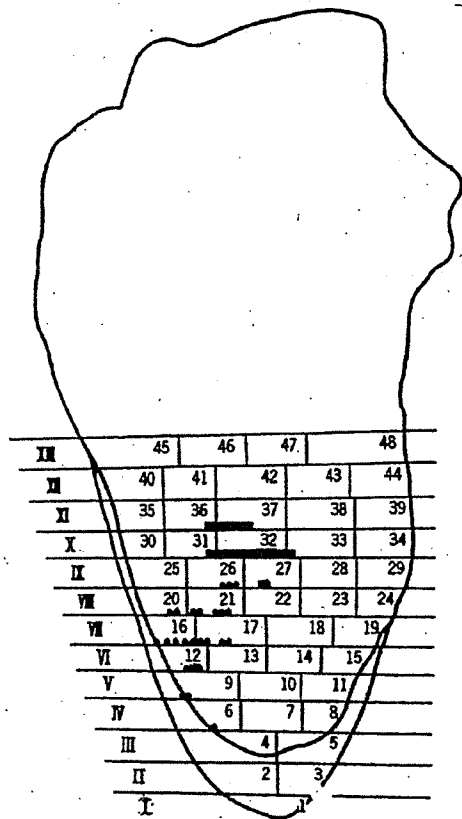 XIII 45 46 47 48
XII 40 41 42 43 44
XI 35 36 37 38 39
X 30 31 32 33 34
IX 25 26 27 28 29
VIII 20 21 22 23 24
VII 16 17 18 19
VI 12 13 14 15
V 9 10 11
IV 6 7 8
III 4 5
II 2 3
I 1